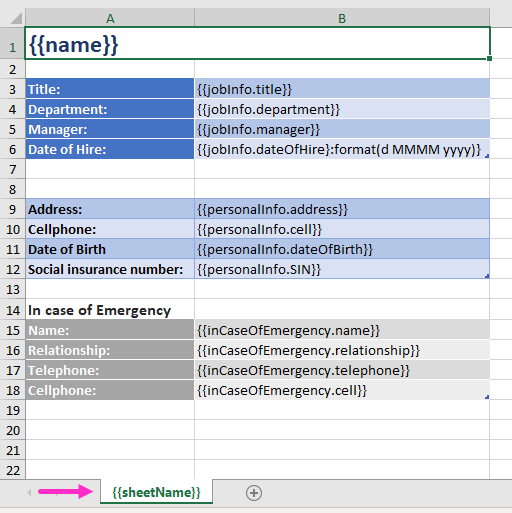 A B
1 {{name}}
2
3 Title: {{jobInfo.title}}
4 Department: {{jobInfo.department}}
5 Manager: {{jobInfo.manager}}
6 Date of Hire: {{jobInfo.dateOfHire}:format(d MMMM yyyy)}
7
8
9 Address: {{personalInfo.address}}
10 Cellphone: {{personalInfo.cell}}
11 Date of Birth {{personalInfo.dateOfBirth}}
12 Social insurance number: {{personalInfo.SIN}}
13
14 In case of Emergency
15 Name: {{inCaseOfEmergency.name}}
16 Relationship: {{inCaseOfEmergency.relationship}}
17 Telephone: {{inCaseOfEmergency.telephone}}
18 Cellphone: {{inCaseOfEmergency.cell}}
19
20
21
22
{{sheetName}}